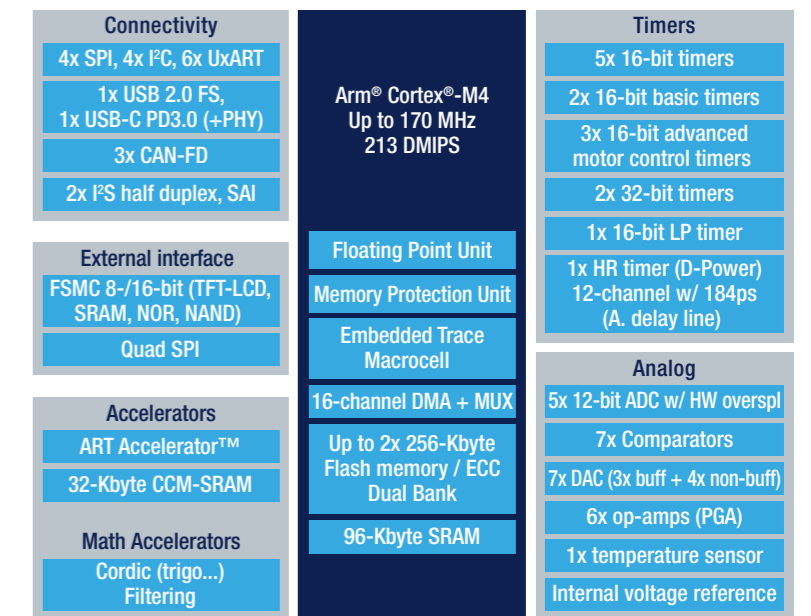 Connectivity
4x SPI, 4x I²C, 6x UxART
1x USB 2.0 FS,
1x USB-C PD3.0 (+PHY)
3x CAN-FD
2x I²S half duplex, SAI
External interface
FSMC 8-/16-bit (TFT-LCD,
SRAM, NOR, NAND)
Quad SPI
Accelerators
ART Accelerator™
32-Kbyte CCM-SRAM
Math Accelerators
Cordic (trigo...)
Filtering
Arm® Cortex®-M4
Up to 170 MHz
213 DMIPS
Floating Point Unit
Memory Protection Unit
Embedded Trace
Macrocell
16-channel DMA + MUX
Up to 2x 256-Kbyte
Flash memory / ECC
Dual Bank
96-Kbyte SRAM
Timers
5x 16-bit timers
2x 16-bit basic timers
3x 16-bit advanced
motor control timers
2x 32-bit timers
1x 16-bit LP timer
1x HR timer (D-Power)
12-channel w/ 184ps
(A. delay line)
Analog
5x 12-bit ADC w/ HW overspl
7x Comparators
7x DAC (3x buff + 4x non-buff)
6x op-amps (PGA)
1x temperature sensor
Internal voltage reference